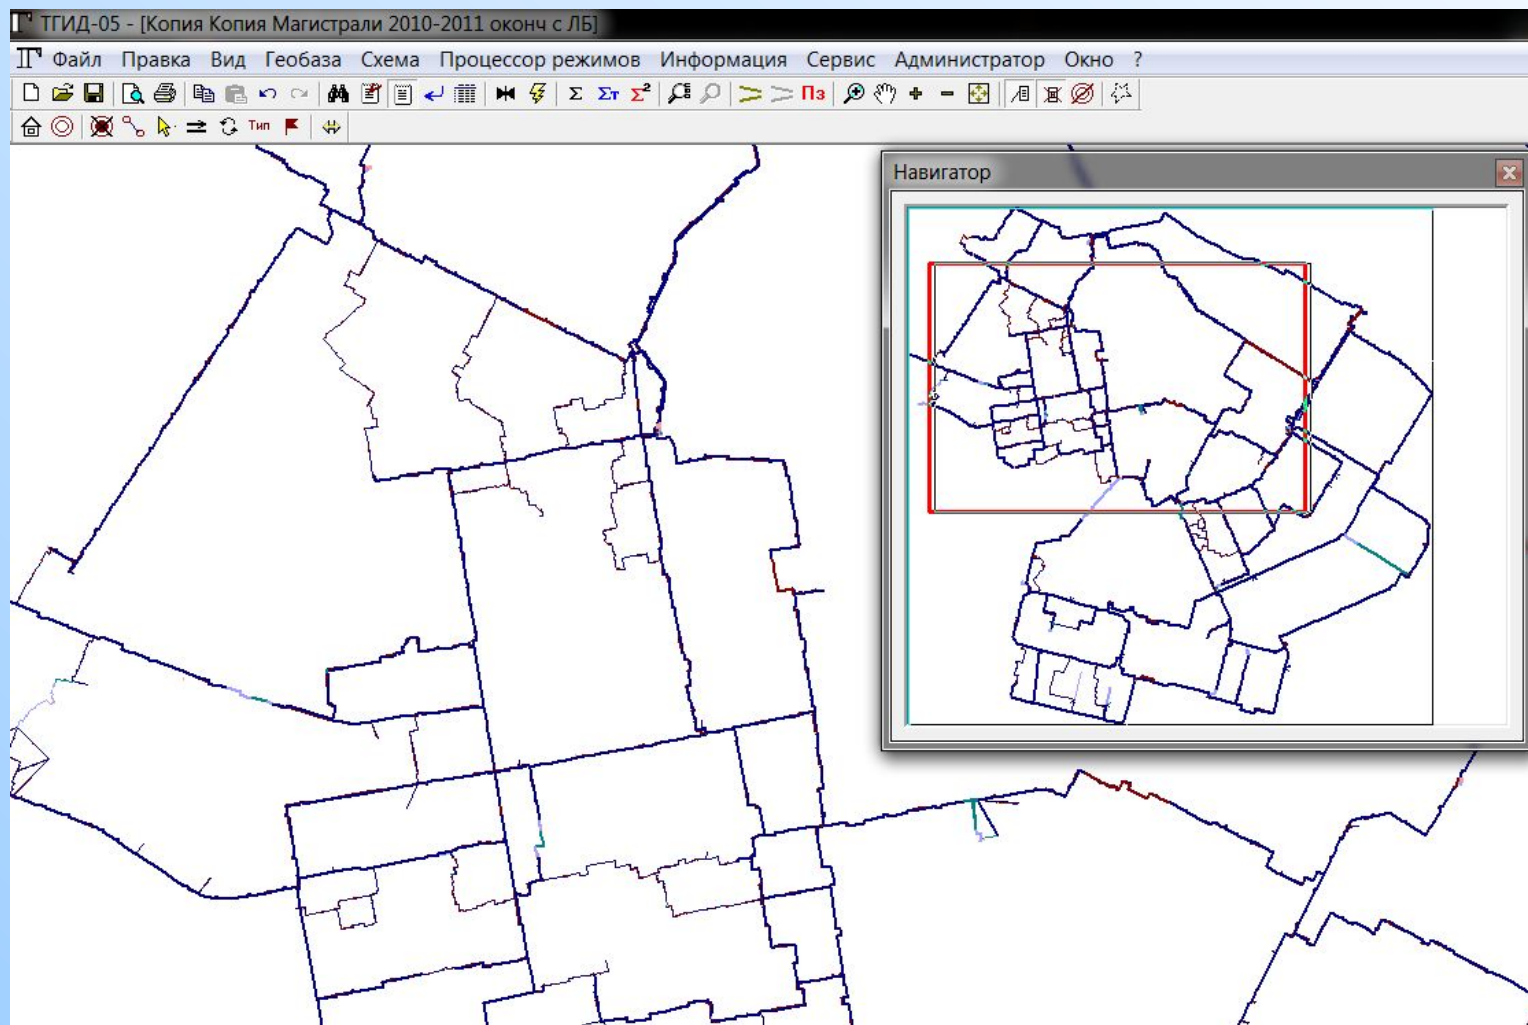 ТГИД-05 - [Копия Копия Магистрали 2010-2011 оконч с ЛБ]
Файл Правка Вид Геобаза Схема Процессор режимов Информация Сервис Администратор Окно ?
Σ Στ Σ² Пз
Тип
Навигатор